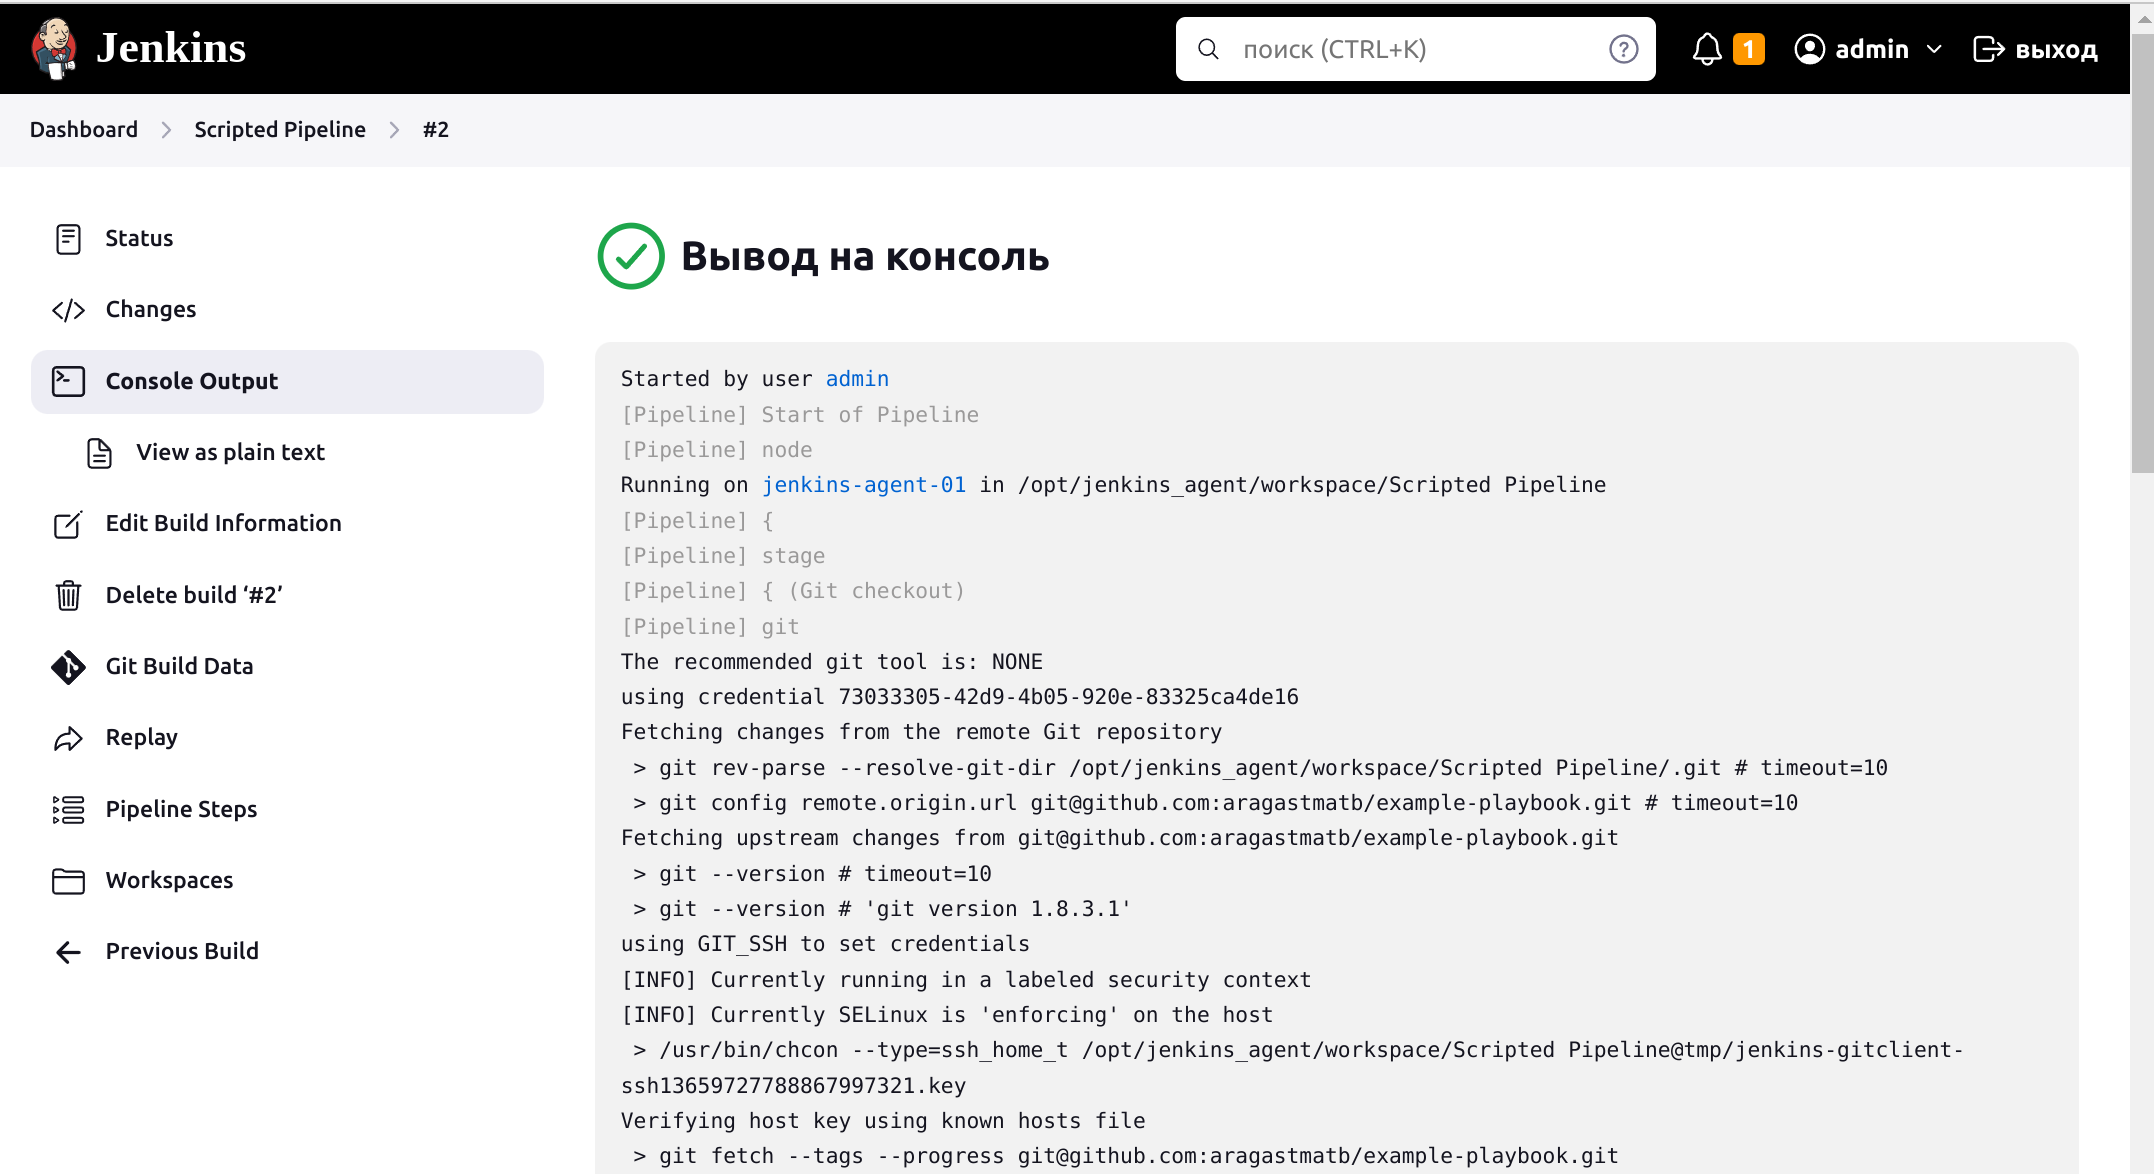 Jenkins
поиск (CTRL+K)
1
admin
выход
Dashboard
Scripted Pipeline
#2
Status
Changes
Console Output
View as plain text
Edit Build Information
Delete build ‘#2’
Git Build Data
Replay
Pipeline Steps
Workspaces
Previous Build
Вывод на консоль
Started by user admin
[Pipeline] Start of Pipeline
[Pipeline] node
Running on jenkins-agent-01 in /opt/jenkins_agent/workspace/Scripted Pipeline
[Pipeline] {
[Pipeline] stage
[Pipeline] { (Git checkout)
[Pipeline] git
The recommended git tool is: NONE
using credential 73033305-42d9-4b05-920e-83325ca4de16
Fetching changes from the remote Git repository
 > git rev-parse --resolve-git-dir /opt/jenkins_agent/workspace/Scripted Pipeline/.git # timeout=10
 > git config remote.origin.url git@github.com:aragastmatb/example-playbook.git # timeout=10
Fetching upstream changes from git@github.com:aragastmatb/example-playbook.git
 > git --version # timeout=10
 > git --version # 'git version 1.8.3.1'
using GIT_SSH to set credentials
[INFO] Currently running in a labeled security context
[INFO] Currently SELinux is 'enforcing' on the host
 > /usr/bin/chcon --type=ssh_home_t /opt/jenkins_agent/workspace/Scripted Pipeline@tmp/jenkins-gitclient-
ssh13659727788867997321.key
Verifying host key using known hosts file
 > git fetch --tags --progress git@github.com:aragastmatb/example-playbook.git